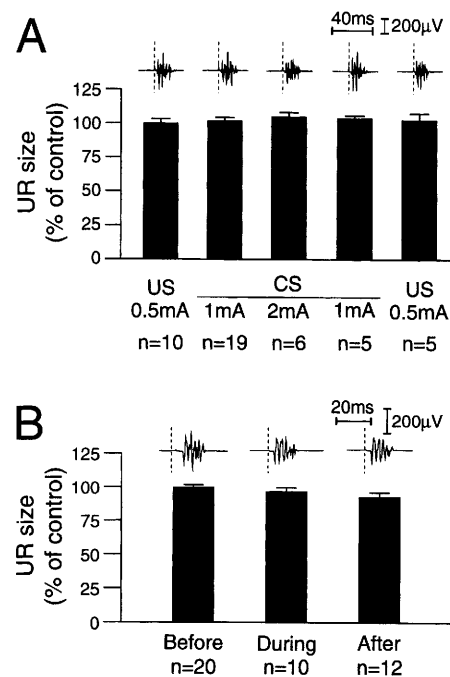 A
40ms
200µV
UR size
(% of control)
125
100
75
50
25
0
US CS US
0.5mA 1mA 2mA 1mA 0.5mA
n=10 n=19 n=6 n=5 n=5
B
20ms
200µV
UR size
(% of control)
125
100
75
50
25
0
Before During After
n=20 n=10 n=12